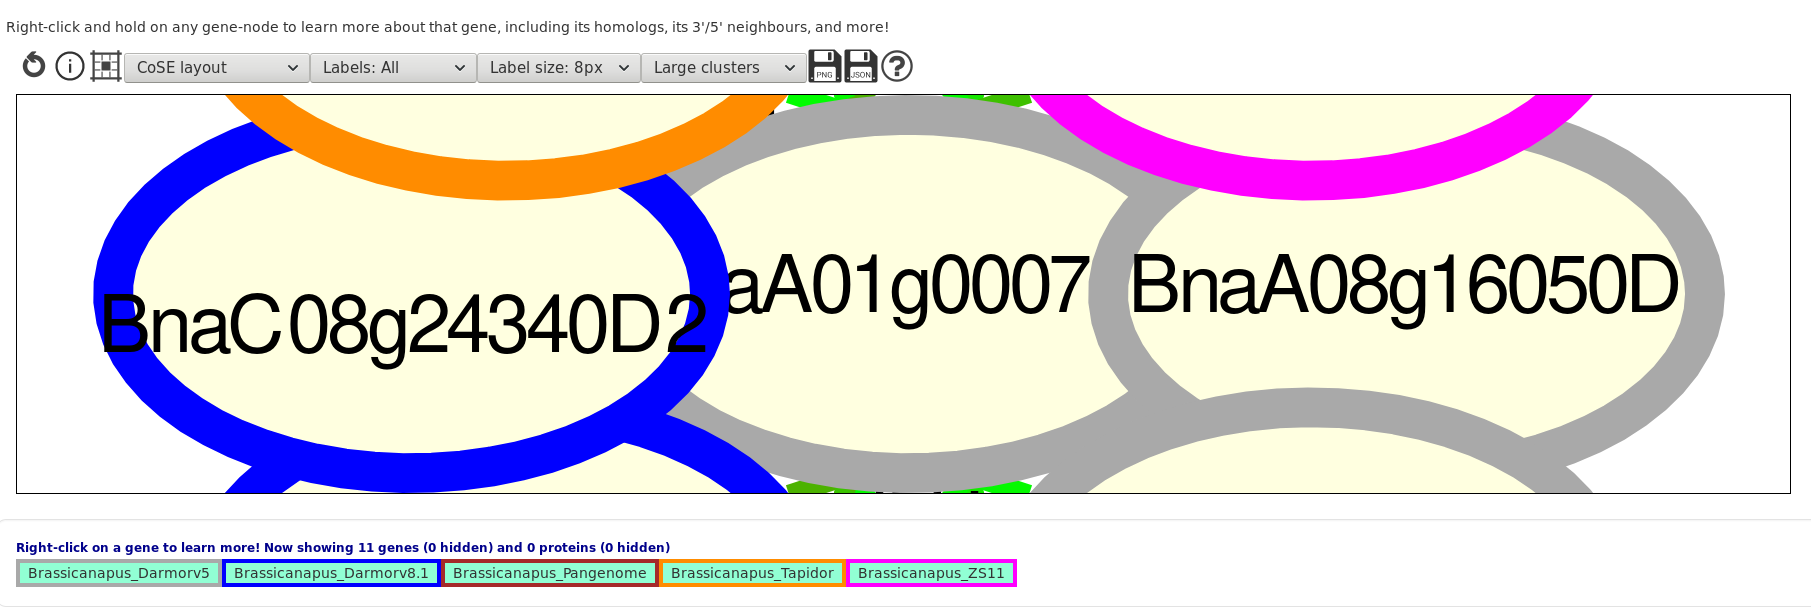 Right-click and hold on any gene-node to learn more about that gene, including its homologs, its 3'/5' neighbours, and more!
CoSE layout Labels: All Label size: 8px Large clusters PNG JSON
aA01g0007 BnaA08g16050D
BnaC08g24340D2
Right-click on a gene to learn more! Now showing 11 genes (0 hidden) and 0 proteins (0 hidden)
Brassicanapus_Darmorv5 Brassicanapus_Darmorv8.1 Brassicanapus_Pangenome Brassicanapus_Tapidor Brassicanapus_ZS11